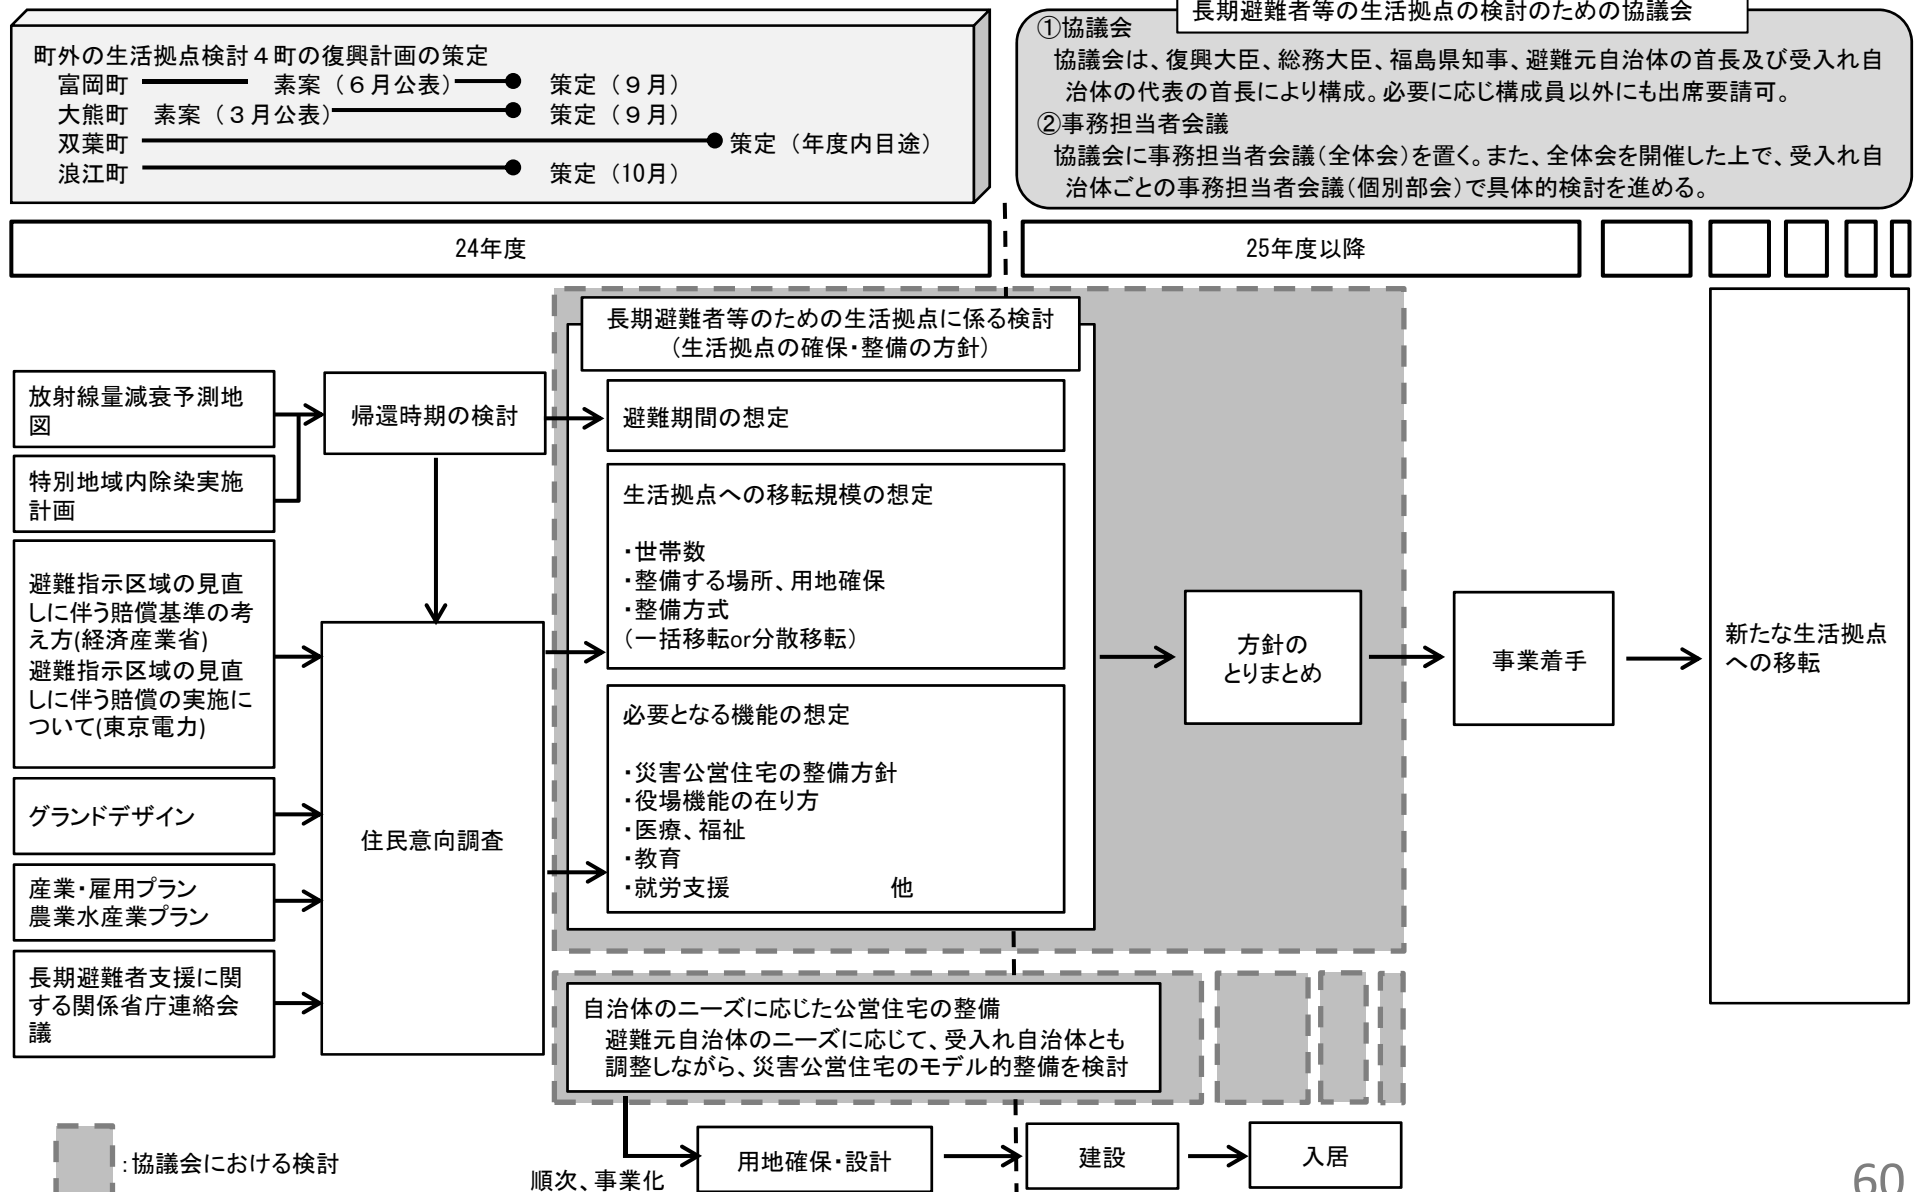 町外の生活拠点検討４町の復興計画の策定
富岡町 素案（６月公表） 策定（９月）
大熊町 素案（３月公表） 策定（９月）
双葉町 策定（年度内目途）
浪江町 策定（10月）
長期避難者等の生活拠点の検討のための協議会
①協議会
協議会は、復興大臣、総務大臣、福島県知事、避難元自治体の首長及び受入れ自
治体の代表の首長により構成。必要に応じ構成員以外にも出席要請可。
②事務担当者会議
協議会に事務担当者会議（全体会）を置く。また、全体会を開催した上で、受入れ自
治体ごとの事務担当者会議（個別部会）で具体的検討を進める。
24年度
25年度以降
放射線量減衰予測地
図
特別地域内除染実施
計画
避難指示区域の見直
しに伴う賠償基準の考
え方(経済産業省)
避難指示区域の見直
しに伴う賠償の実施に
ついて(東京電力)
グランドデザイン
産業・雇用プラン
農業水産業プラン
長期避難者支援に関
する関係省庁連絡会
議
帰還時期の検討
住民意向調査
長期避難者等のための生活拠点に係る検討
（生活拠点の確保・整備の方針）
避難期間の想定
生活拠点への移転規模の想定
・世帯数
・整備する場所、用地確保
・整備方式
（一括移転or分散移転）
必要となる機能の想定
・災害公営住宅の整備方針
・役場機能の在り方
・医療、福祉
・教育
・就労支援 他
方針の
とりまとめ
事業着手
新たな生活拠点
への移転
自治体のニーズに応じた公営住宅の整備
避難元自治体のニーズに応じて、受入れ自治体とも
調整しながら、災害公営住宅のモデル的整備を検討
順次、事業化
用地確保・設計
建設
入居
：協議会における検討
60